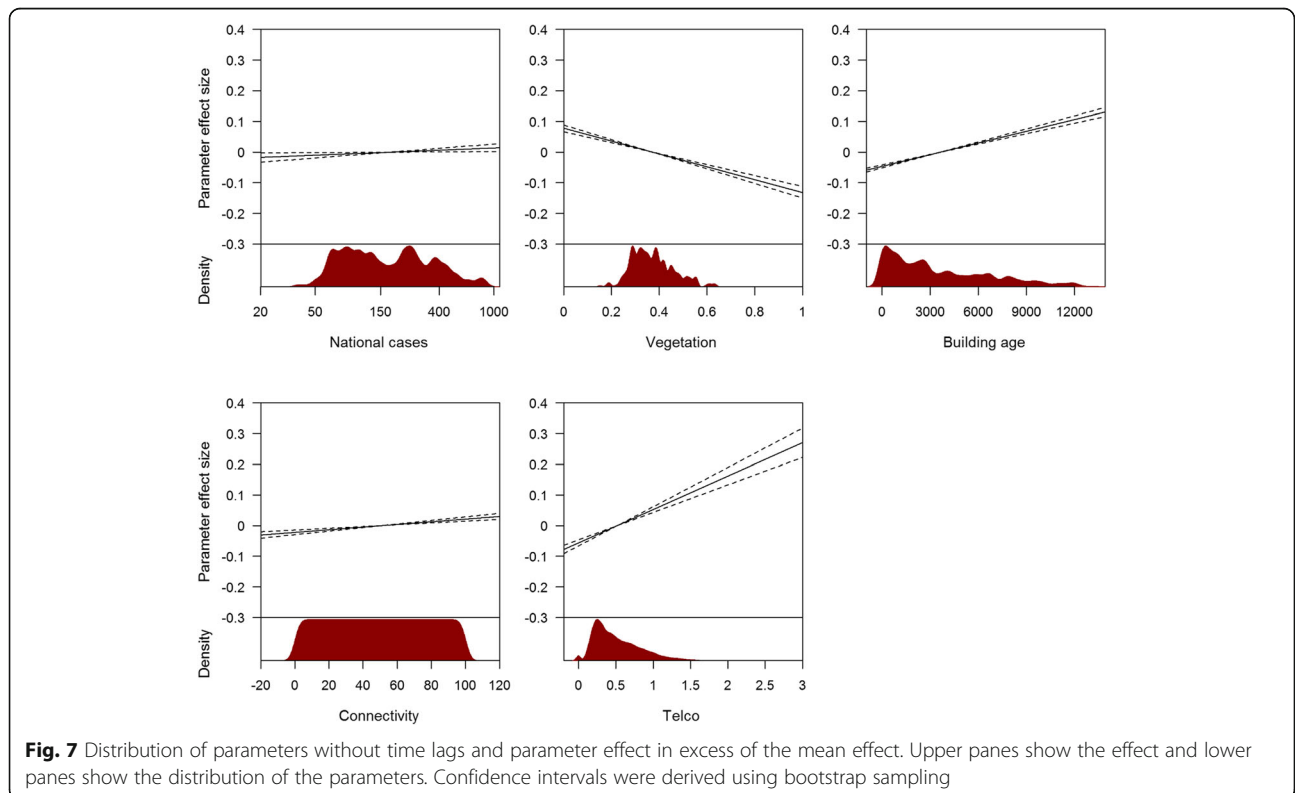 0.4
0.3
0.2
0.1
0
-0.1
-0.2
-0.3
Parameter effect size
Density
20 50 150 400 1000
National cases
0.4
0.3
0.2
0.1
0
-0.1
-0.2
-0.3
0 0.2 0.4 0.6 0.8 1
Vegetation
0.4
0.3
0.2
0.1
0
-0.1
-0.2
-0.3
0 3000 6000 9000 12000
Building age
0.4
0.3
0.2
0.1
0
-0.1
-0.2
-0.3
Parameter effect size
Density
-20 0 20 40 60 80 100 120
Connectivity
0.4
0.3
0.2
0.1
0
-0.1
-0.2
-0.3
0 0.5 1 1.5 2 2.5 3
Telco
Fig. 7 Distribution of parameters without time lags and parameter effect in excess of the mean effect. Upper panes show the effect and lower
panes show the distribution of the parameters. Confidence intervals were derived using bootstrap sampling